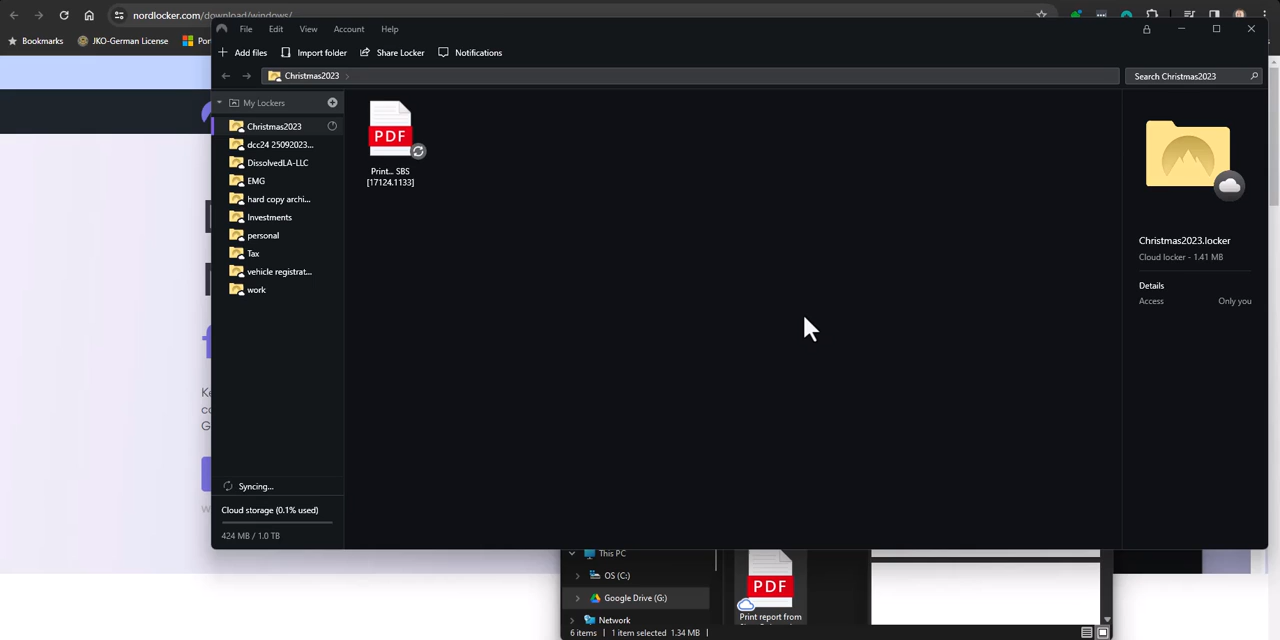 nordlocker.com/download/windows/
Bookmarks
JKO-German License
Por
File Edit View Account Help
Add files Import folder Share Locker Notifications
Christmas2023
Search Christmas2023
My Lockers
Christmas2023
dcc24 25092023...
DissolvedLA-LLC
EMG
hard copy archi...
Investments
personal
Tax
vehicle registrat...
work
PDF
Print... SBS
[17124.1133]
Christmas2023.locker
Cloud locker - 1.41 MB
Details
Access Only you
Syncing...
Cloud storage (0.1% used)
424 MB / 1.0 TB
This PC
OS (C:)
Google Drive (G:)
Network
PDF
Print report from
6 items 1 item selected 1.34 MB